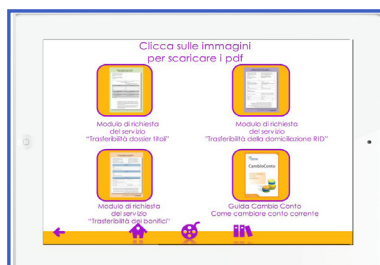 Clicca sulle immagini
per scaricare i pdf
Modulo di richiesta
del servizio
"Trasferibilità dossier titoli"
Modulo di richiesta
del servizio
"Trasferibilità della domiciliazione RID"
Modulo di richiesta
del servizio
"Trasferibilità dei bonifici"
CambioConto
Guida Cambio Conto
Come cambiare conto corrente